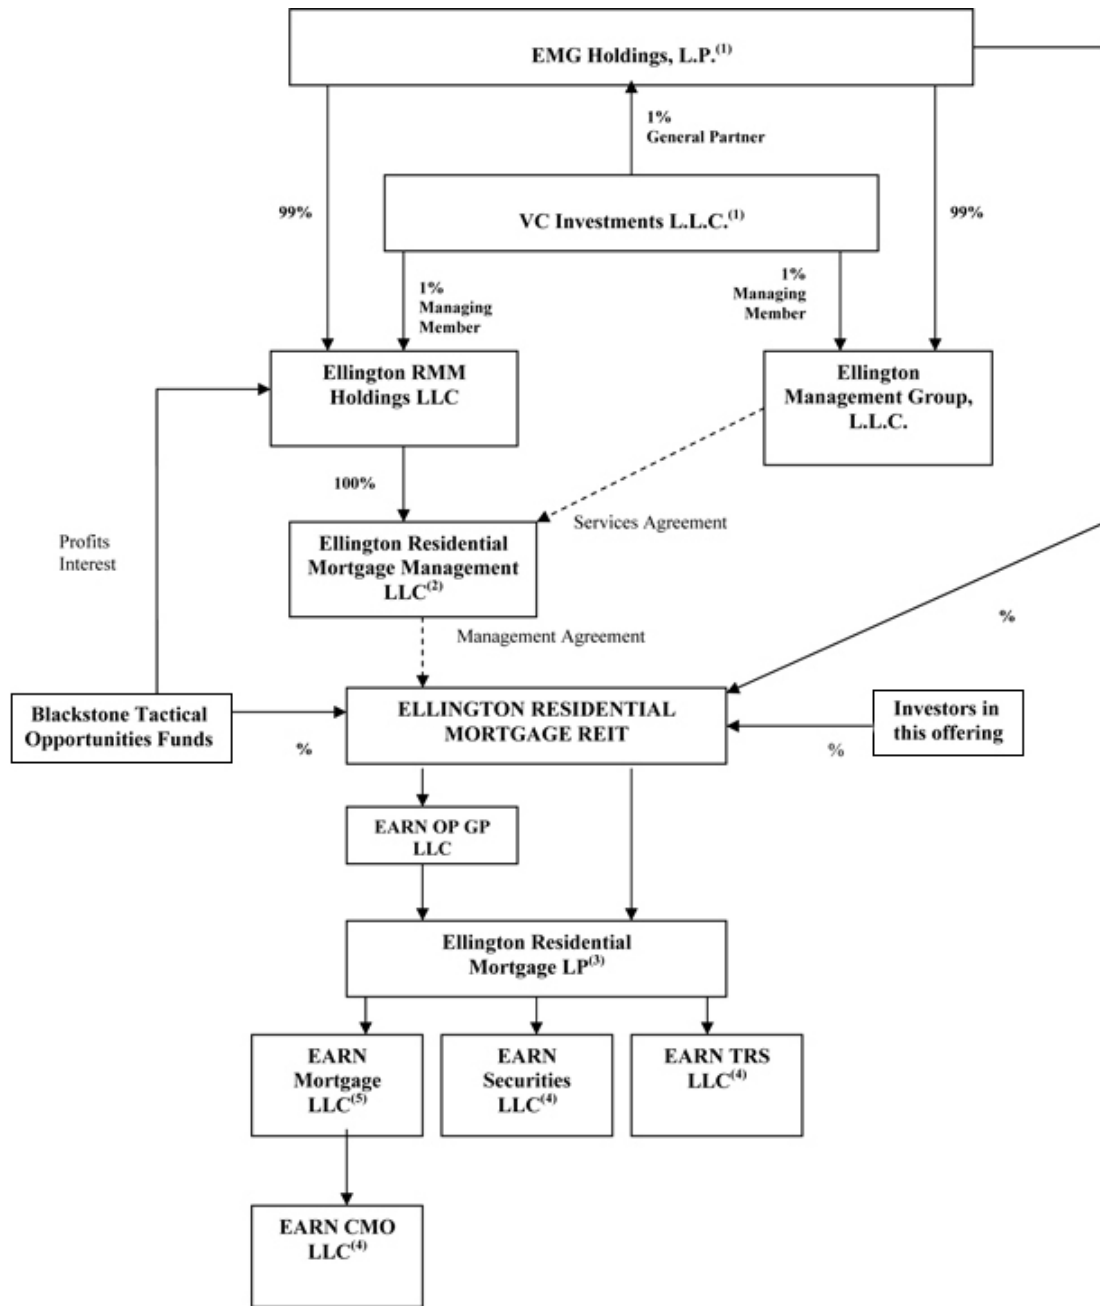 EMG Holdings, L.P.(1)
1%
General Partner
99%
VC Investments L.L.C.(1)
99%
1%
Managing
Member
1%
Managing
Member
Ellington RMM
Holdings LLC
Ellington
Management Group,
L.L.C.
100%
Services Agreement
Profits
Interest
Ellington Residential
Mortgage Management
LLC(2)
Management Agreement
%
Blackstone Tactical
Opportunities Funds
%
ELLINGTON RESIDENTIAL
MORTGAGE REIT
%
Investors in
this offering
EARN OP GP
LLC
Ellington Residential
Mortgage LP(3)
EARN
Mortgage
LLC(5)
EARN
Securities
LLC(4)
EARN TRS
LLC(4)
EARN CMO
LLC(4)